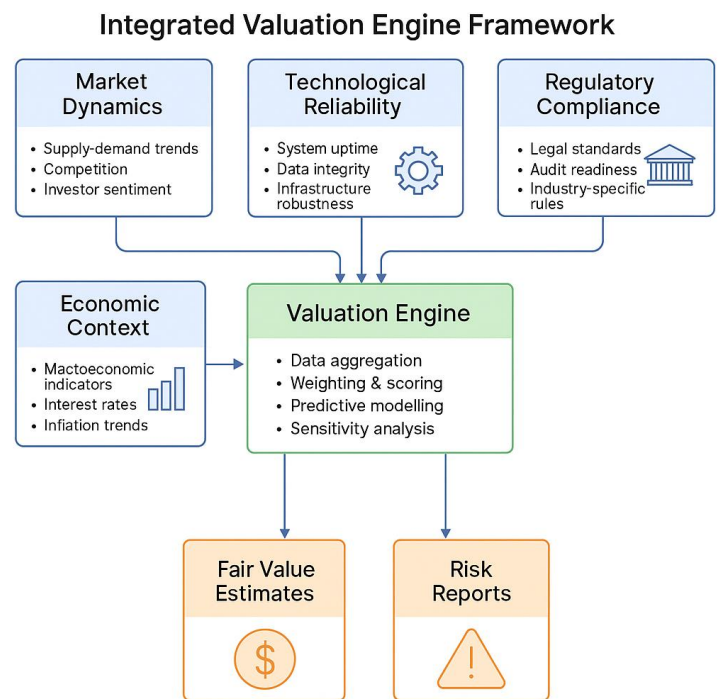 Integrated Valuation Engine Framework
Market
Dynamics
• Supply-demand trends
• Competition
• Investor sentiment
Technological
Reliability
• System uptime
• Data integrity
• Infrastructure
robustness
Regulatory
Compliance
• Legal standards
• Audit readiness
• Industry-specific
rules
Economic
Context
• Mactoeconomic
indicators
• Interest rates
• Infiation trends
Valuation Engine
• Data aggregation
• Weighting & scoring
• Predictive modelling
• Sensitivity analysis
Fair Value
Estimates
$
Risk
Reports
!